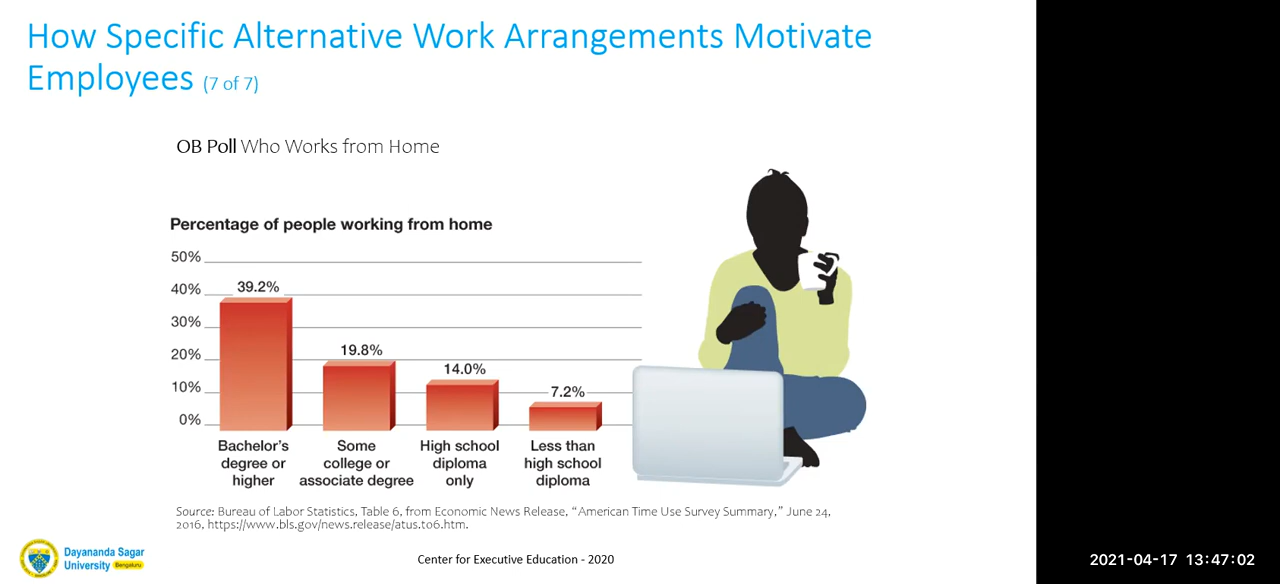 How Specific Alternative Work Arrangements Motivate
Employees (7 of 7)
OB Poll Who Works from Home
Percentage of people working from home
50%
40%
30%
20%
10%
0%
39.2%
19.8%
14.0%
7.2%
Bachelor's
degree or
higher
Some
college or
associate degree
High school
diploma
only
Less than
high school
diploma
Source: Bureau of Labor Statistics, Table 6, from Economic News Release, “American Time Use Survey Summary,” June 24,
2016, https://www.bls.gov/news.release/atus.to6.htm.
Dayananda Sagar
University Bengaluru
Center for Executive Education - 2020
2021-04-17 13:47:02